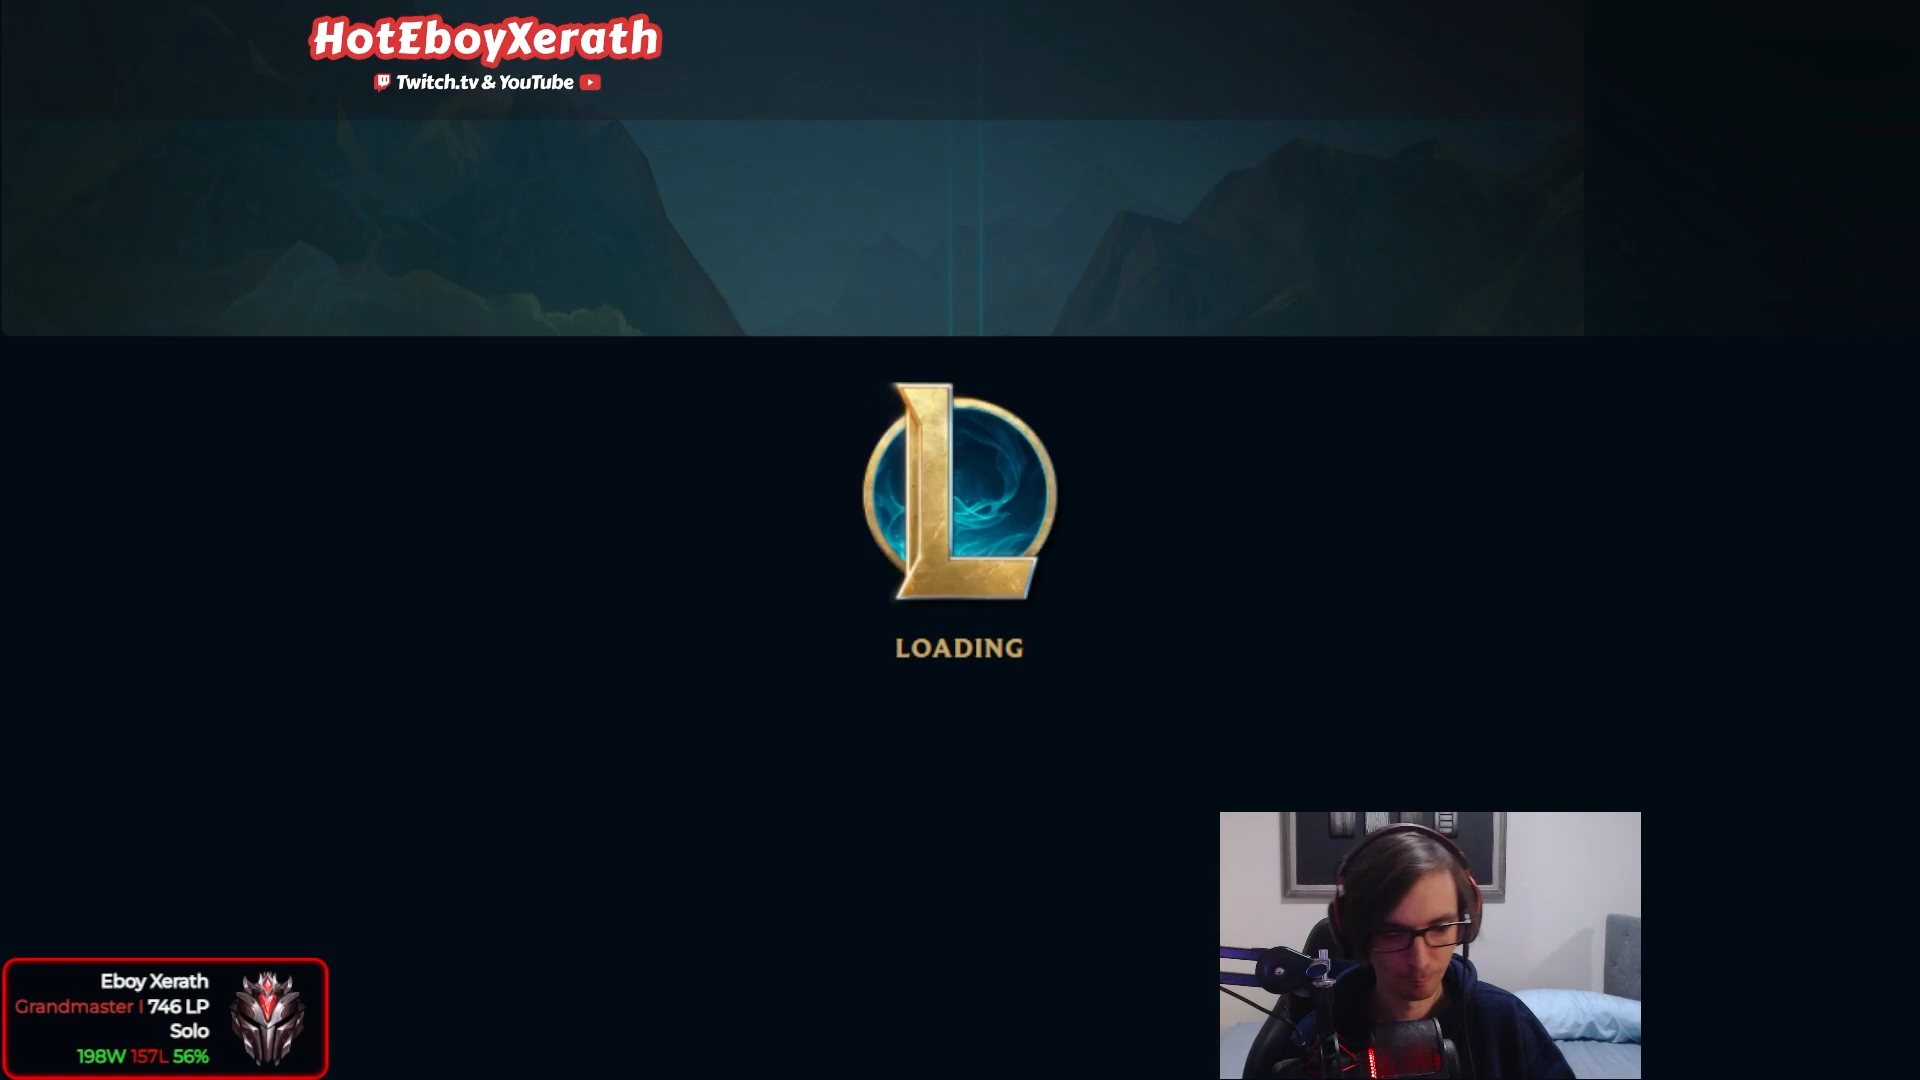 HotEboyXerath
Twitch.tv & YouTube
LOADING
Eboy Xerath
Grandmaster I 746 LP
Solo
198W 157L 56%